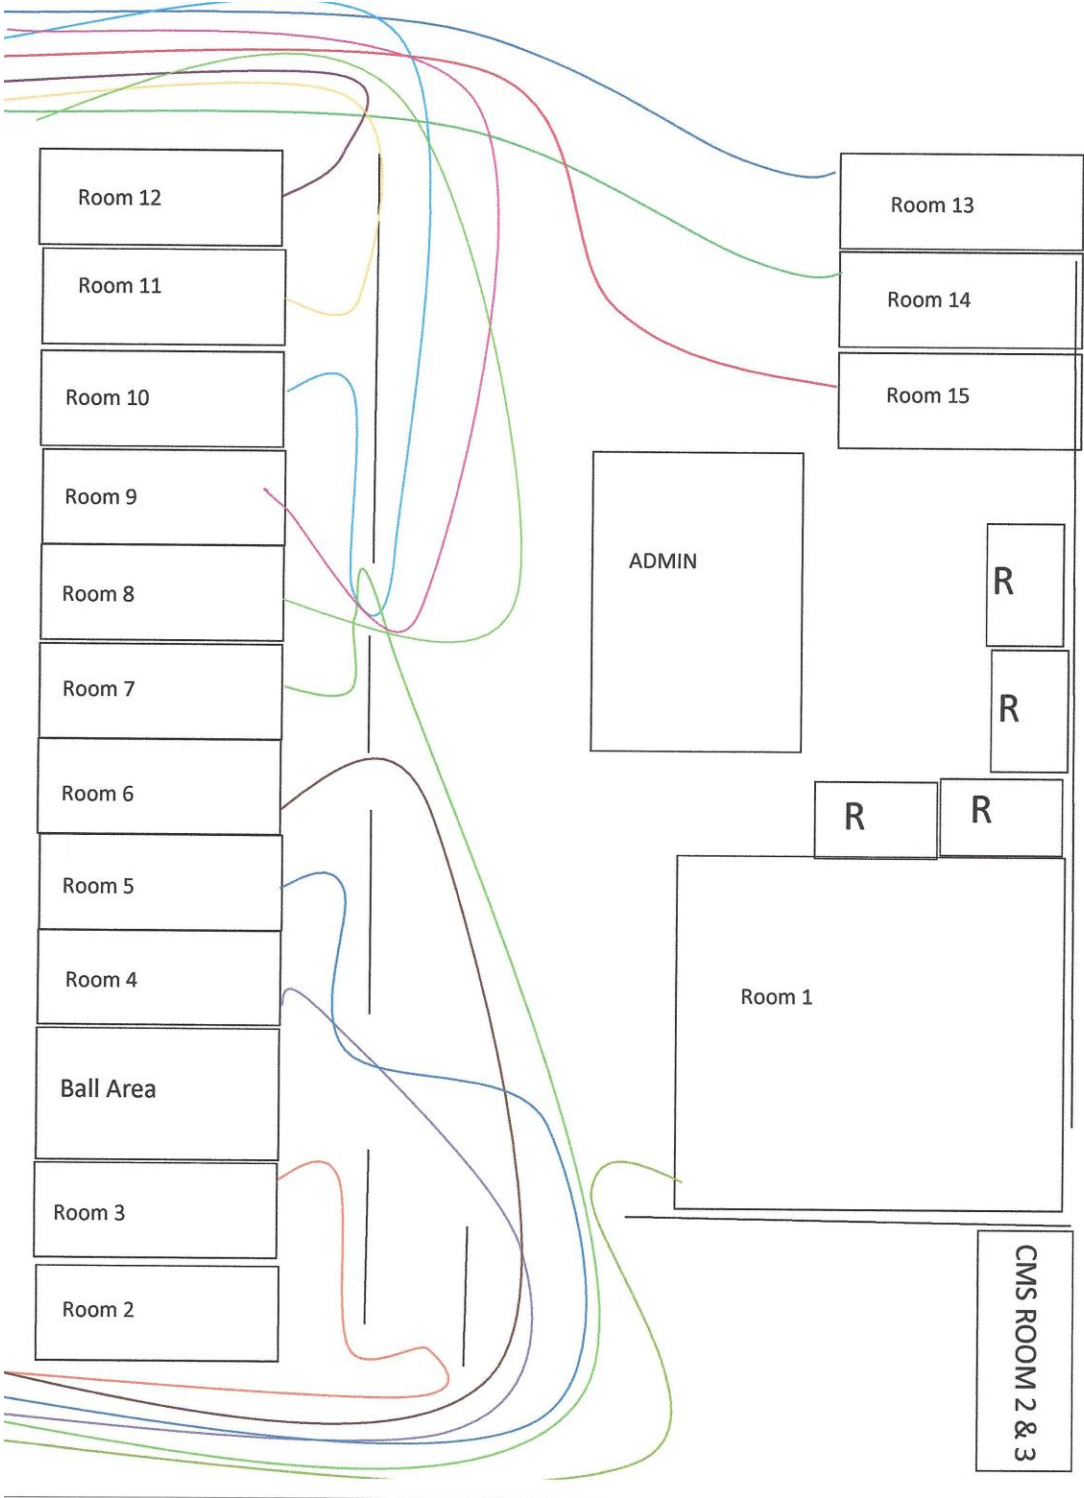 Room 12
Room 11
Room 10
Room 9
Room 8
Room 7
Room 6
Room 5
Room 4
Ball Area
Room 3
Room 2
Room 13
Room 14
Room 15
ADMIN
R
R
R
R
Room 1
CMS ROOM 2 & 3